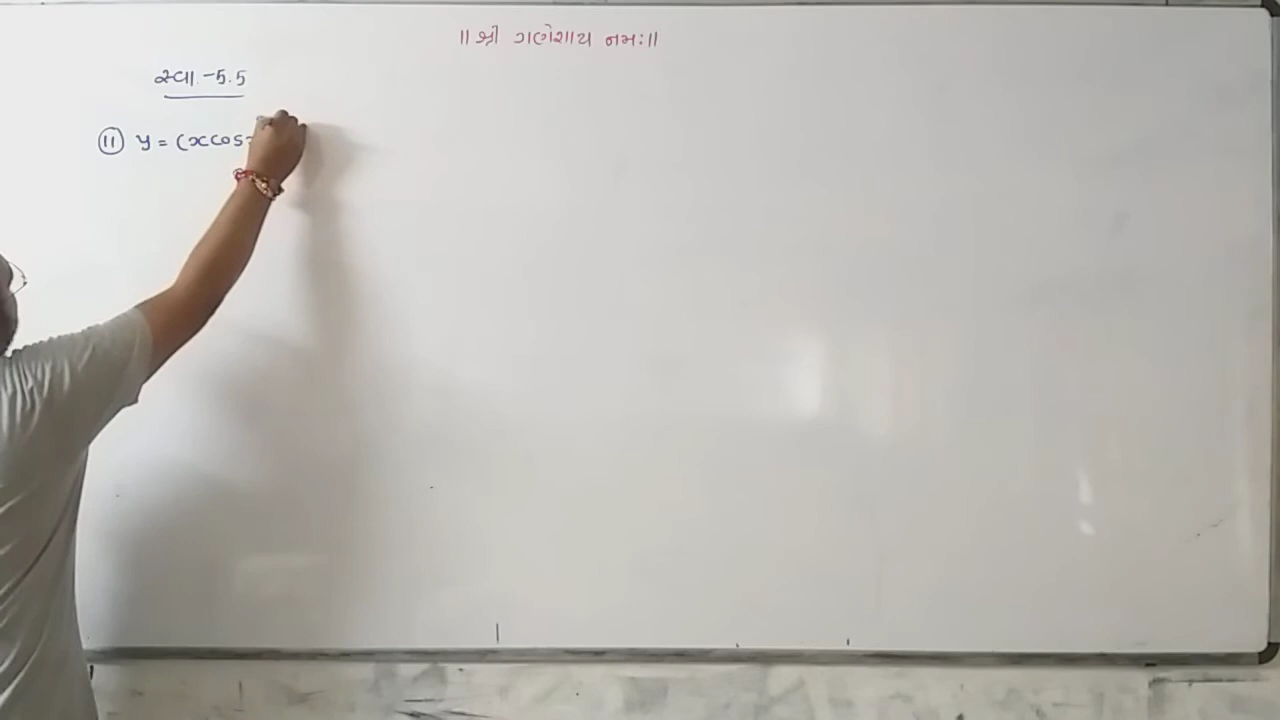 ॥ શ્રી ગણેશાય નમઃ॥
સ્વા. -5.5
11 y = (xcos